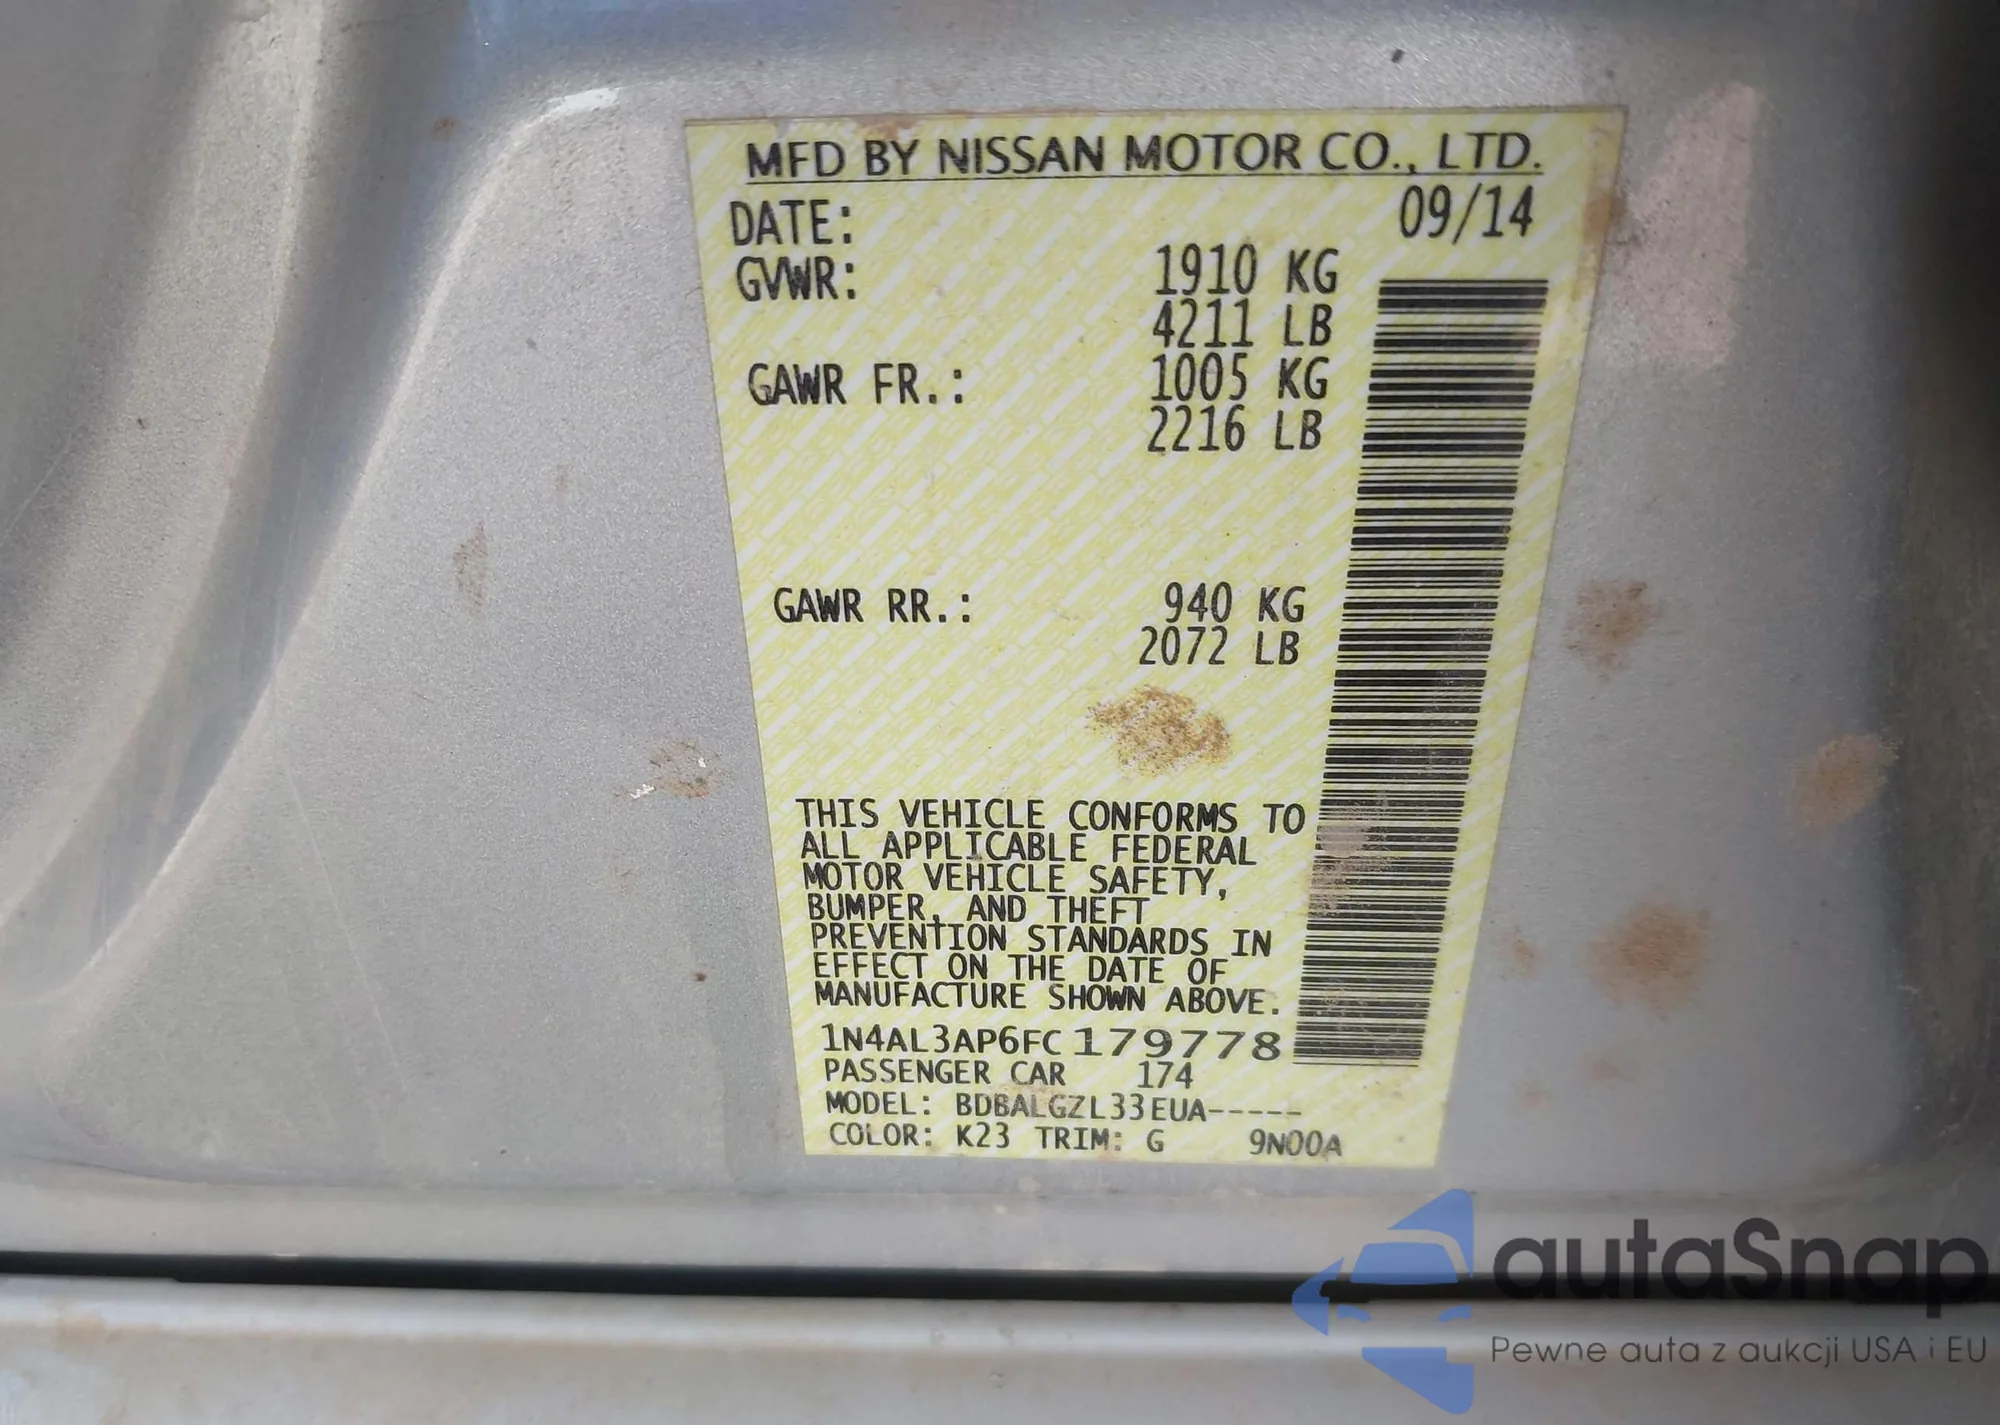 MFD BY NISSAN MOTOR CO., LTD.
DATE: 09/14
GVWR: 1910 KG
4211 LB
GAWR FR.: 1005 KG
2216 LB
GAWR RR.: 940 KG
2072 LB
THIS VEHICLE CONFORMS TO
ALL APPLICABLE FEDERAL
MOTOR VEHICLE SAFETY,
BUMPER, AND THEFT
PREVENTION STANDARDS IN
EFFECT ON THE DATE OF
MANUFACTURE SHOWN ABOVE.
1N4AL3AP6FC179778
PASSENGER CAR 174
MODEL: BDBALGZL33EUA-----
COLOR: K23 TRIM: G 9N00A
autaSnap
Pewne auta z aukcji USA i EU